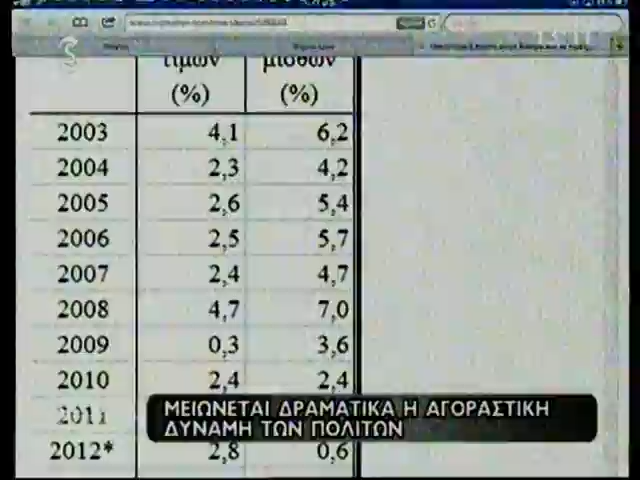 τιμών μισθών
(%) (%)
2003 4,1 6,2
2004 2,3 4,2
2005 2,6 5,4
2006 2,5 5,7
2007 2,4 4,7
2008 4,7 7,0
2009 0,3 3,6
2010 2,4 2,4
2011
2012* 2,8 0,6
ΜΕΙΩΝΕΤΑΙ ΔΡΑΜΑΤΙΚΑ Η ΑΓΟΡΑΣΤΙΚΗ
ΔΥΝΑΜΗ ΤΩΝ ΠΟΛΙΤΩΝ